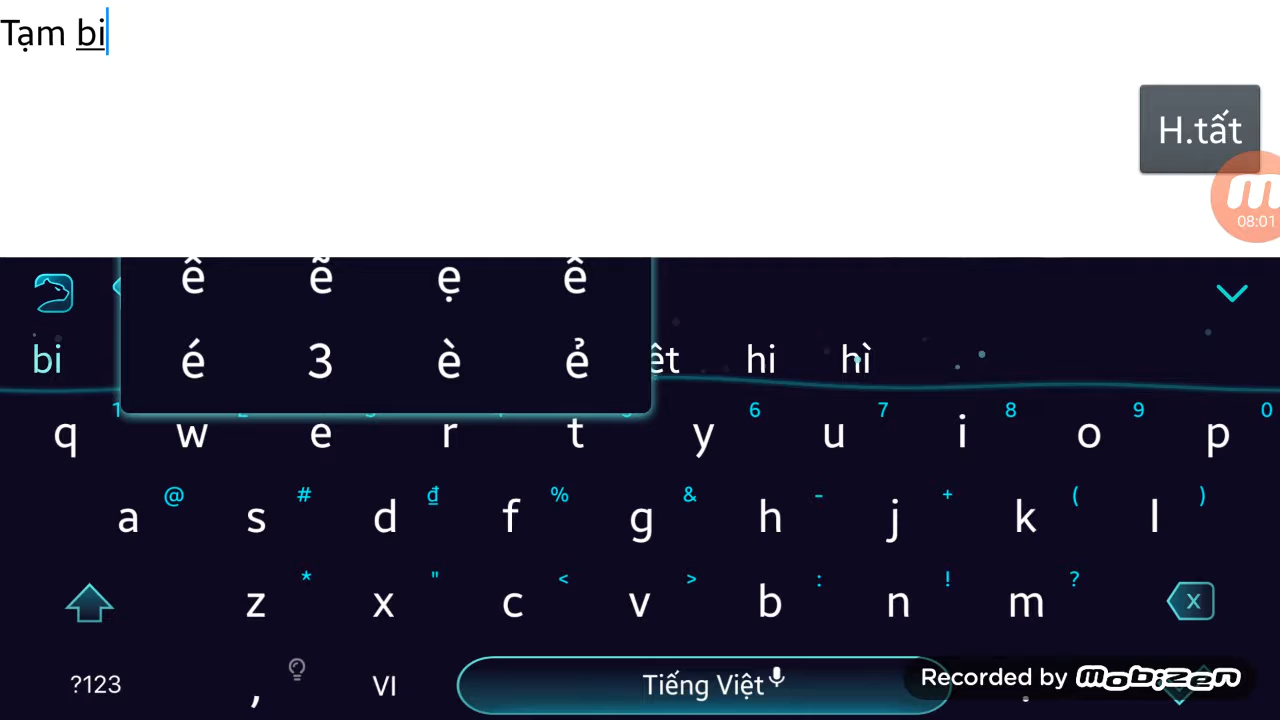 Tạm bi
H.tất
08:01
ẽ ẹ
é 3 è ẻ
bi hi hì
1 6 7 8 9 0
q w e r t y u i o p
@ # ₫ % & - + ( )
a s d f g h j k l
* " < > : ! ?
z x c v b n m
?123 , VI Tiếng Việt .
Recorded by mobizen